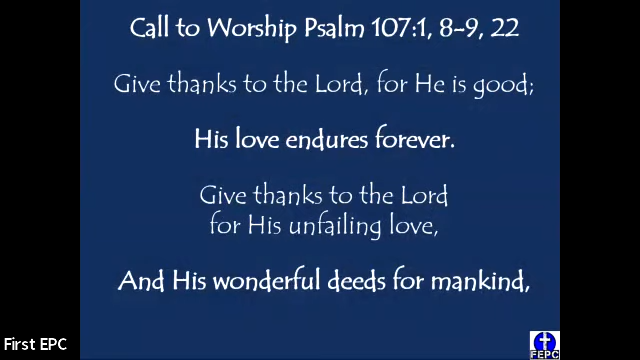 Call to Worship Psalm 107:1, 8-9, 22
Give thanks to the Lord, for He is good;
His love endures forever.
Give thanks to the Lord
for His unfailing love,
And His wonderful deeds for mankind,
First EPC
FEPC